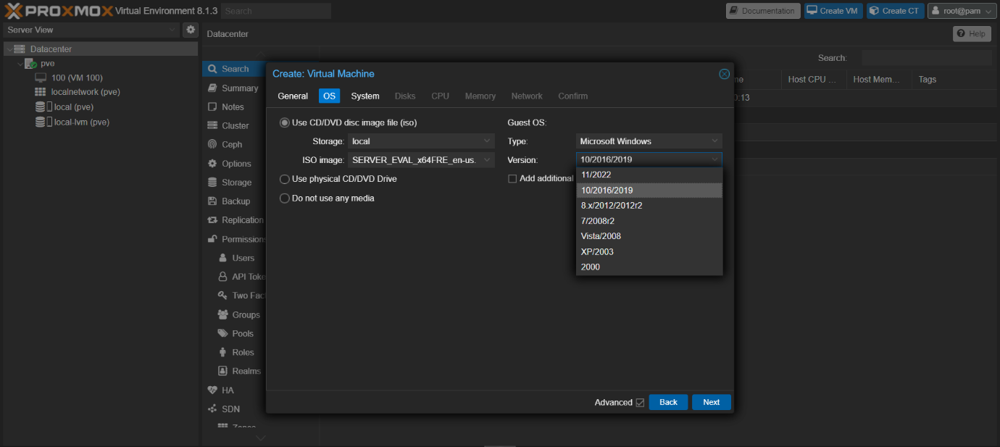 PROXMOX Virtual Environment 8.1.3 Search Documentation Create VM Create CT root@pam
Server View
Datacenter
Help
Datacenter
pve
100 (VM 100)
localnetwork (pve)
local (pve)
local-lvm (pve)
Search
Summary
Notes
Cluster
Ceph
Options
Storage
Backup
Replication
Permissions
Users
API Toke
Two Fac
Groups
Pools
Roles
Realms
HA
SDN
Zones
Search:
me Host CPU ... Host Mem... Tags
0:13
Create: Virtual Machine
General OS System Disks CPU Memory Network Confirm
Use CD/DVD disc image file (iso)
Storage: local
ISO image: SERVER_EVAL_x64FRE_en-us.
Use physical CD/DVD Drive
Do not use any media
Guest OS:
Type: Microsoft Windows
Version: 10/2016/2019
Add additional
11/2022
10/2016/2019
8.x/2012/2012r2
7/2008r2
Vista/2008
XP/2003
2000
Advanced Back Next